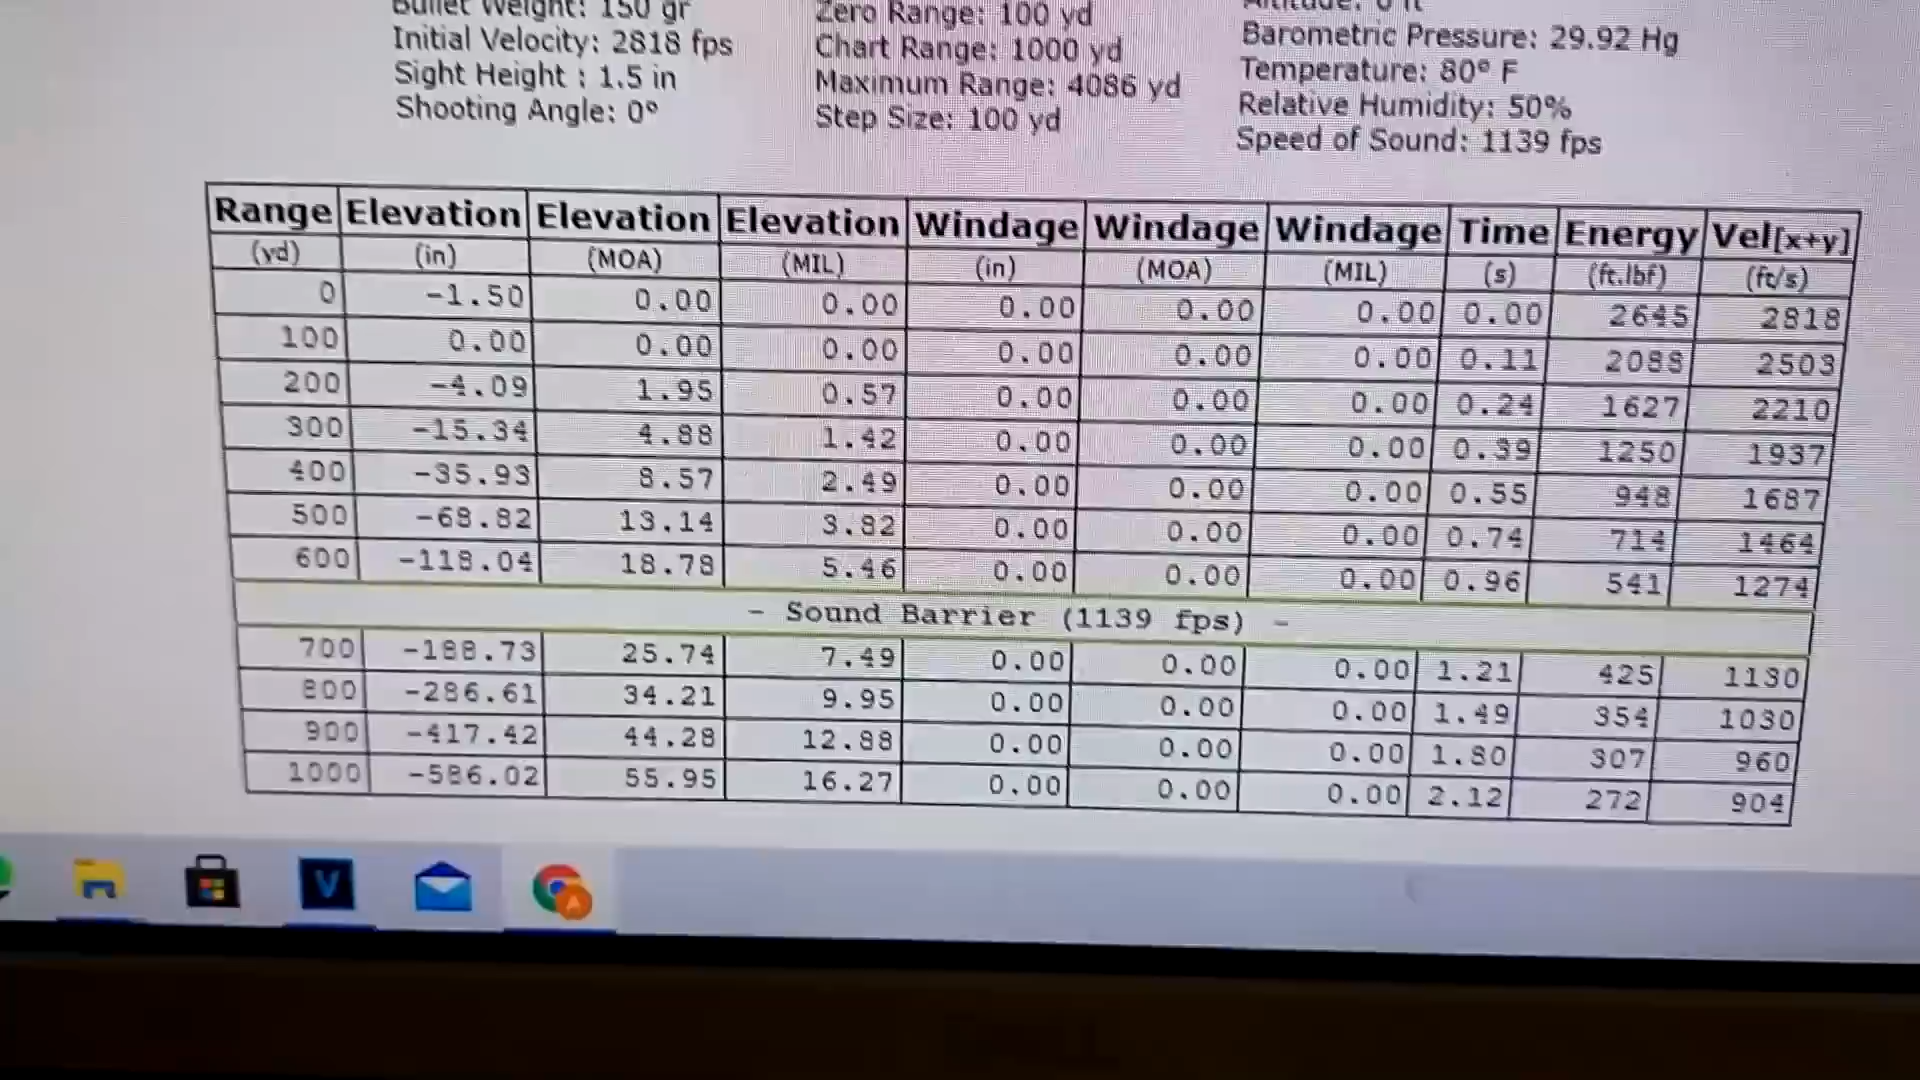 Bullet Weight: 150 gr
Initial Velocity: 2818 fps
Sight Height : 1.5 in
Shooting Angle: 0°
Zero Range: 100 yd
Chart Range: 1000 yd
Maximum Range: 4086 yd
Step Size: 100 yd
Altitude: 0 ft
Barometric Pressure: 29.92 Hg
Temperature: 80° F
Relative Humidity: 50%
Speed of Sound: 1139 fps
Range Elevation Elevation Elevation Windage Windage Windage Time Energy Vel[x+y]
(yd) (in) (MOA) (MIL) (in) (MOA) (MIL) (s) (ft.lbf) (ft/s)
0 -1.50 0.00 0.00 0.00 0.00 0.00 0.00 2645 2818
100 0.00 0.00 0.00 0.00 0.00 0.00 0.11 2088 2503
200 -4.09 1.95 0.57 0.00 0.00 0.00 0.24 1627 2210
300 -15.34 4.88 1.42 0.00 0.00 0.00 0.39 1250 1937
400 -35.93 8.57 2.49 0.00 0.00 0.00 0.55 948 1687
500 -68.82 13.14 3.82 0.00 0.00 0.00 0.74 714 1464
600 -118.04 18.78 5.46 0.00 0.00 0.00 0.96 541 1274
- Sound Barrier (1139 fps) -
700 -188.73 25.74 7.49 0.00 0.00 0.00 1.21 425 1130
800 -286.61 34.21 9.95 0.00 0.00 0.00 1.49 354 1030
900 -417.42 44.28 12.88 0.00 0.00 0.00 1.80 307 960
1000 -586.02 55.95 16.27 0.00 0.00 0.00 2.12 272 904
V
A